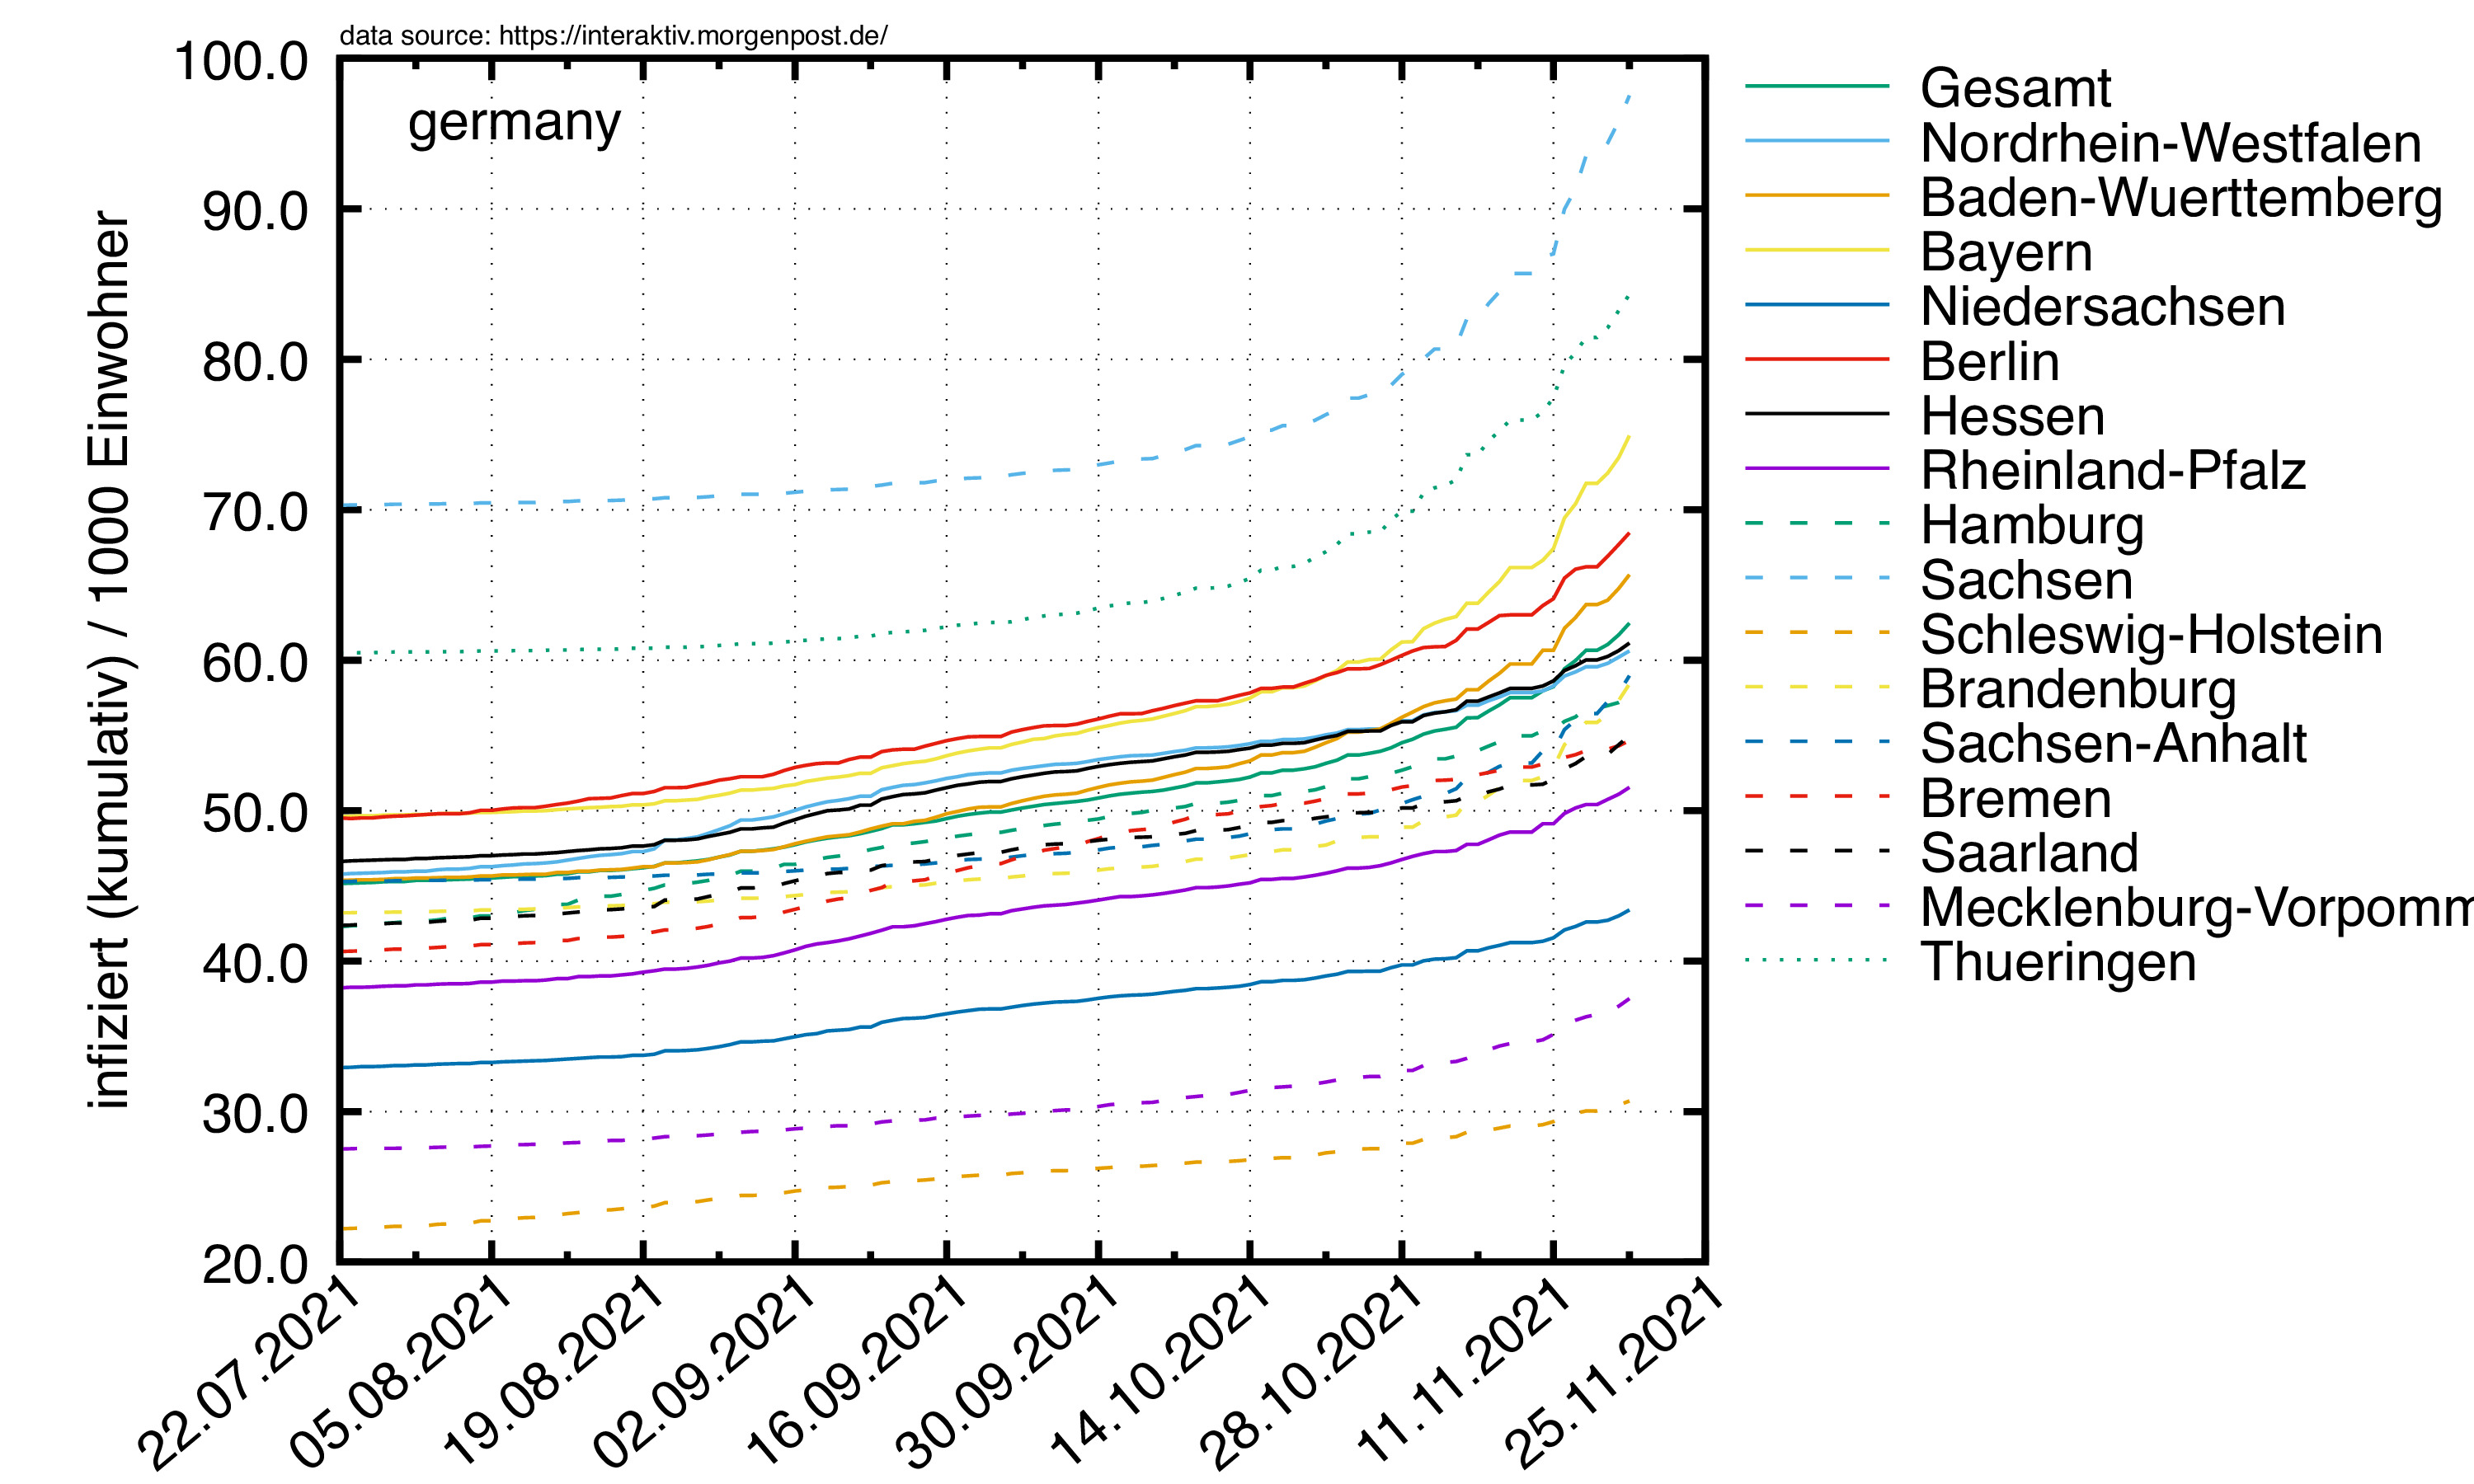 data source: https://interaktiv.morgenpost.de/
germany
infiziert (kumulativ) / 1000 Einwohner
100.0
90.0
80.0
70.0
60.0
50.0
40.0
30.0
20.0
22.07.2021
05.08.2021
19.08.2021
02.09.2021
16.09.2021
30.09.2021
14.10.2021
28.10.2021
11.11.2021
25.11.2021
Gesamt
Nordrhein-Westfalen
Baden-Wuerttemberg
Bayern
Niedersachsen
Berlin
Hessen
Rheinland-Pfalz
Hamburg
Sachsen
Schleswig-Holstein
Brandenburg
Sachsen-Anhalt
Bremen
Saarland
Mecklenburg-Vorpomm
Thueringen